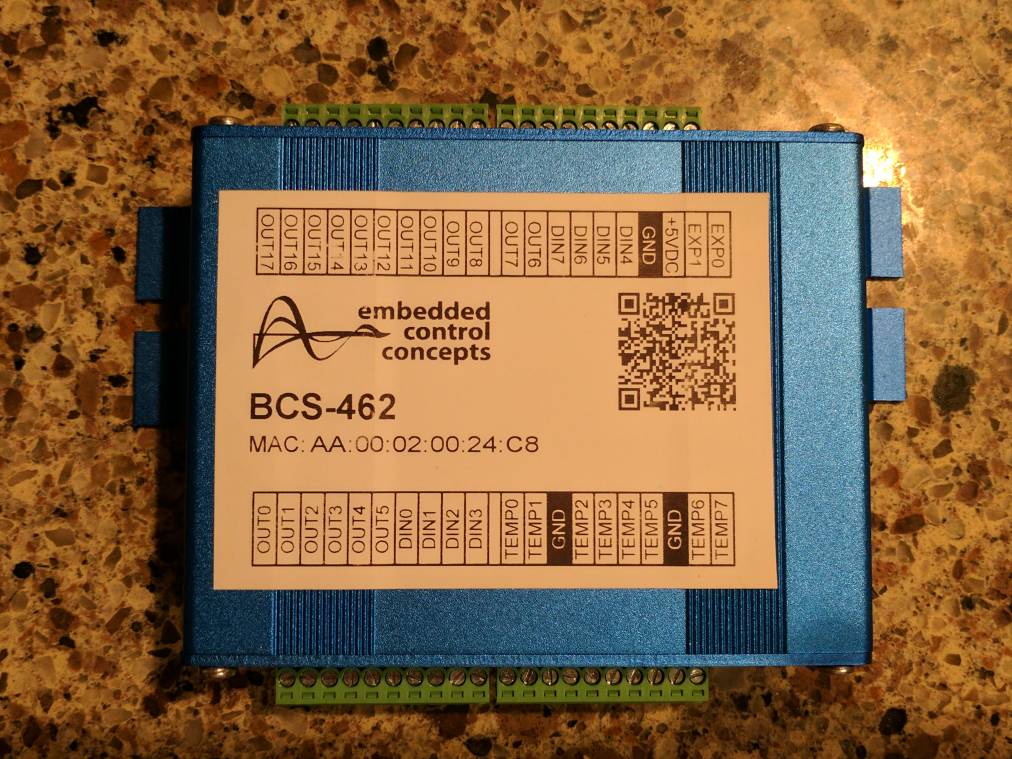 OUT17 OUT16 OUT15 OUT14 OUT13 OUT12 OUT11 OUT10 OUT9 OUT8 OUT7 OUT6 DIN7 DIN6 DIN5 DIN4 GND +5VDC EXP1 EXP0
embedded
control
concepts
BCS-462
MAC: AA:00:02:00:24:C8
OUT0 OUT1 OUT2 OUT3 OUT4 OUT5 DIN0 DIN1 DIN2 DIN3 TEMP0 TEMP1 GND TEMP2 TEMP3 TEMP4 TEMP5 GND TEMP6 TEMP7